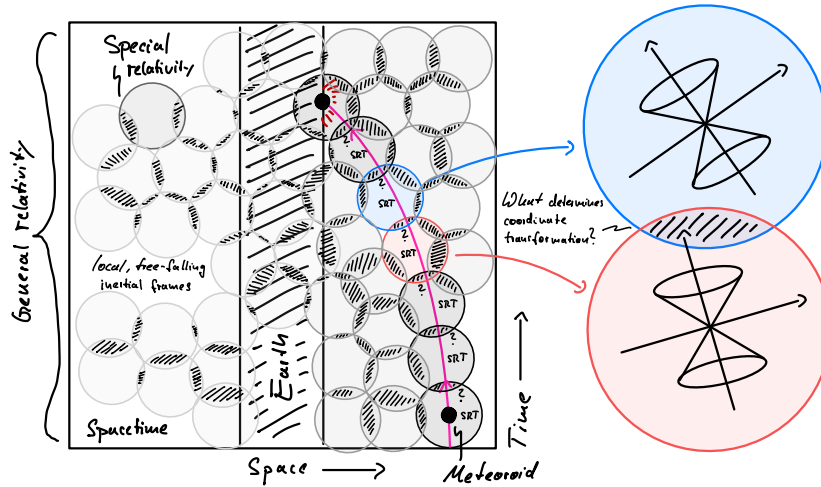 Special
relativity
General relativity
local, free-falling
inertial frames
Spacetime
Earth
Space
Time
Meteoroid
?
SRT
?
SRT
?
SRT
?
SRT
?
SRT
?
SRT
What determines
coordinate
transformation?